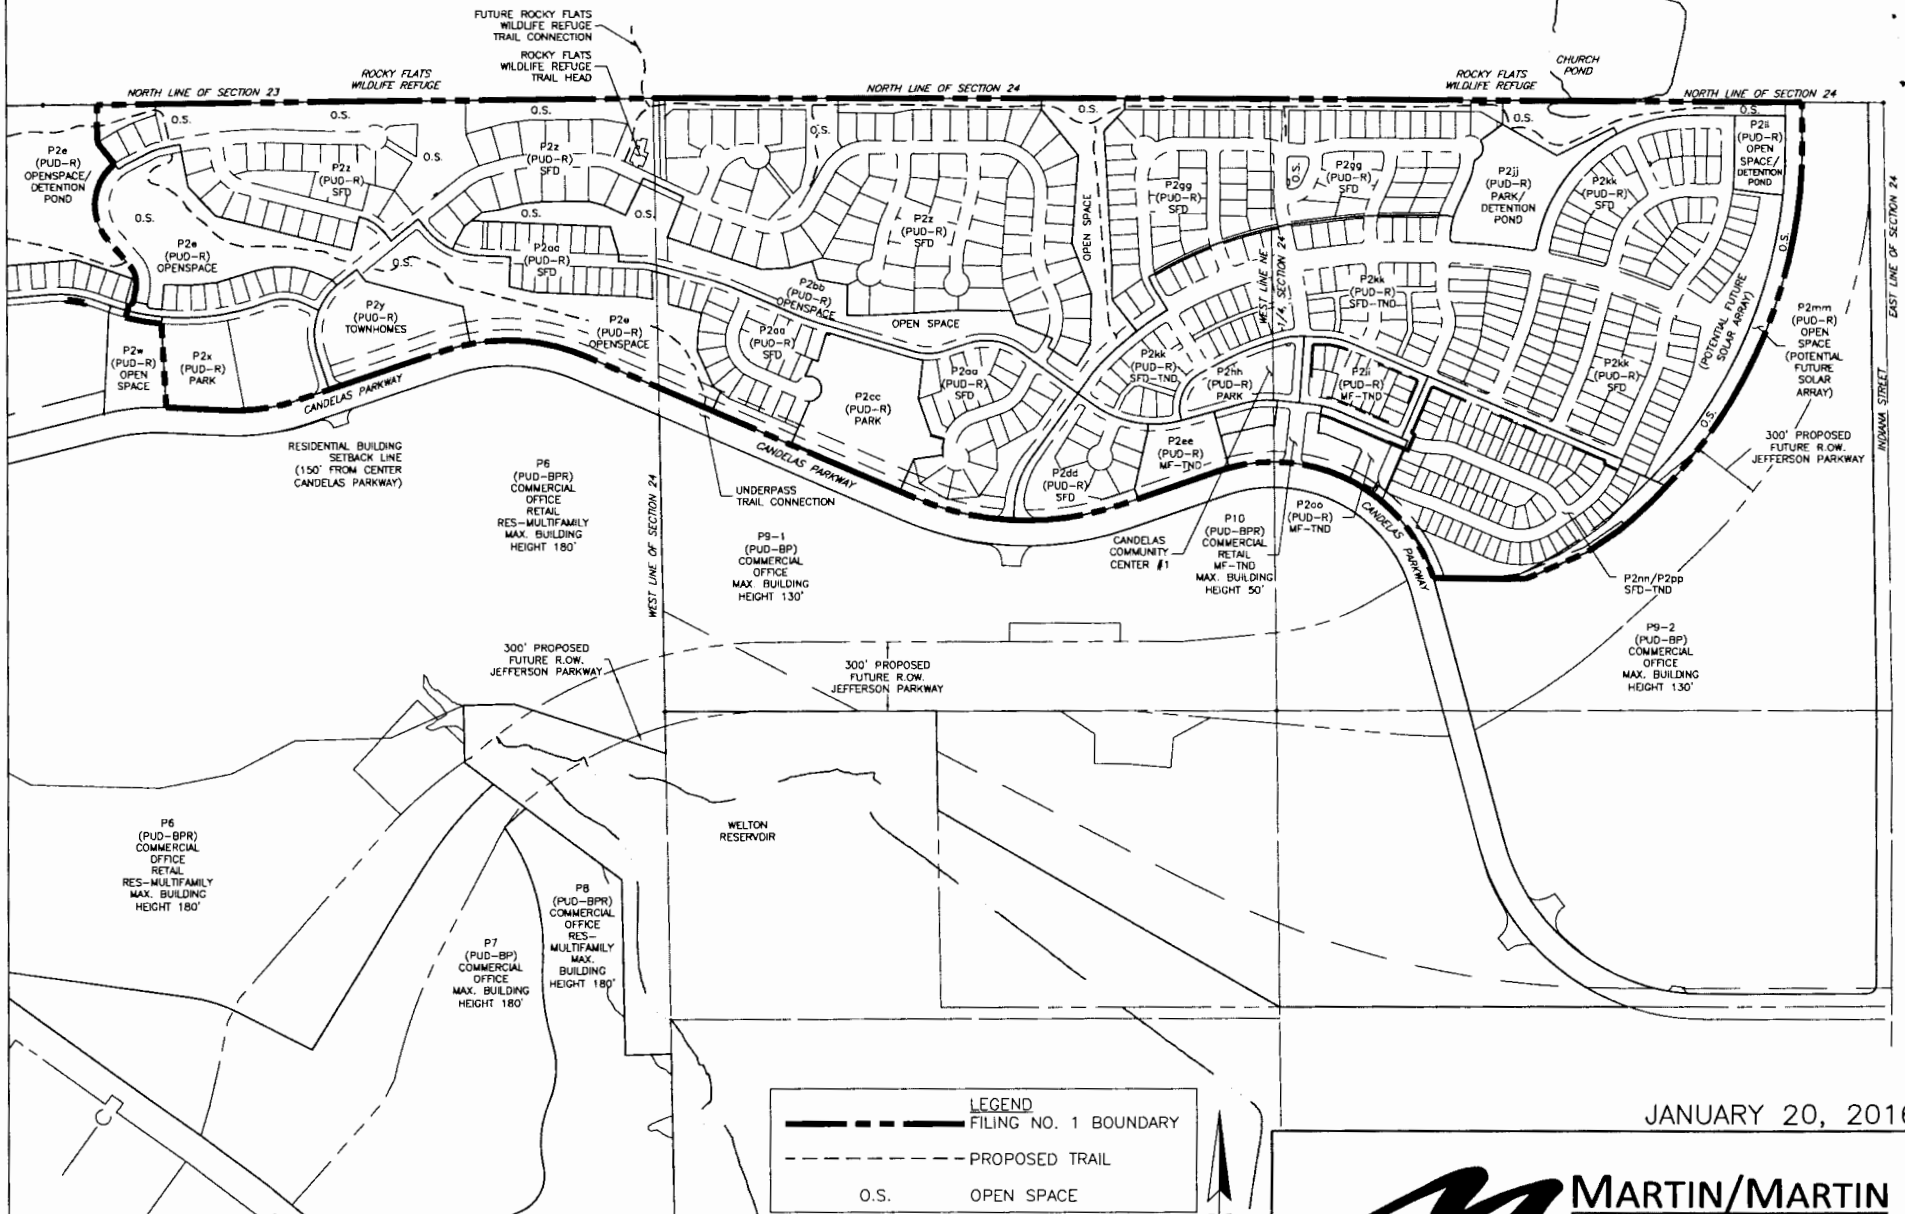 FUTURE ROCKY FLATS
WILDLIFE REFUGE
TRAIL CONNECTION
ROCKY FLATS
WILDLIFE REFUGE
TRAIL HEAD
ROCKY FLATS
WILDLIFE REFUGE
NORTH LINE OF SECTION 23
NORTH LINE OF SECTION 24
ROCKY FLATS
WILDLIFE REFUGE
CHURCH
POND
NORTH LINE OF SECTION 24
O.S.
O.S.
O.S.
O.S.
O.S.
O.S.
O.S.
O.S.
P2e
(PUD-R)
OPENSPACE/
DETENTION
POND
P2z
(PUD-R)
SFD
P2z
(PUD-R)
SFD
O.S.
O.S.
O.S.
O.S.
P2e
(PUD-R)
OPENSPACE
P2ac
(PUD-R)
SFD
O.S.
P2z
(PUD-R)
SFD
OPEN SPACE
P2gg
(PUD-R)
SFD
O.S.
P2gg
(PUD-R)
SFD
P2jj
(PUD-R)
PARK/
DETENTION
POND
P2kk
(PUD-R)
SFD
P2ll
(PUD-R)
OPEN
SPACE/
DETENTION
POND
O.S.
EAST LINE OF SECTION 24
INDIANA STREET
P2y
(PUD-R)
TOWNHOMES
P2e
(PUD-R)
OPENSPACE
P2bb
(PUD-R)
OPENSPACE
OPEN SPACE
WEST LINE NE
1/4, SECTION 24
P2kk
(PUD-R)
SFD-TND
(POTENTIAL FUTURE
SOLAR ARRAY)
P2mm
(PUD-R)
OPEN
SPACE
(POTENTIAL
FUTURE
SOLAR
ARRAY)
P2w
(PUD-R)
OPEN
SPACE
P2x
(PUD-R)
PARK
P2aa
(PUD-R)
SFD
P2aa
(PUD-R)
SFD
P2cc
(PUD-R)
PARK
P2kk
(PUD-R)
SFD-TND
P2hh
(PUD-R)
PARK
P2ii
(PUD-R)
MF-TND
P2kk
(PUD-R)
SFD
O.S.
CANDELAS PARKWAY
CANDELAS PARKWAY
CANDELAS PARKWAY
P2ee
(PUD-R)
MF-TND
P2dd
(PUD-R)
SFD
300' PROPOSED
FUTURE R.O.W.
JEFFERSON PARKWAY
RESIDENTIAL BUILDING
SETBACK LINE
(150' FROM CENTER
CANDELAS PARKWAY)
P6
(PUD-BPR)
COMMERCIAL
OFFICE
RETAIL
RES-MULTIFAMILY
MAX. BUILDING
HEIGHT 180'
WEST LINE OF SECTION 24
UNDERPASS
TRAIL CONNECTION
P9-1
(PUD-BP)
COMMERCIAL
OFFICE
MAX. BUILDING
HEIGHT 130'
CANDELAS
COMMUNITY
CENTER #1
P10
(PUD-BPR)
COMMERCIAL
RETAIL
MF-TND
MAX. BUILDING
HEIGHT 50'
P2oo
(PUD-R)
MF-TND
P2nn/P2pp
SFD-TND
P9-2
(PUD-BP)
COMMERCIAL
OFFICE
MAX. BUILDING
HEIGHT 130'
300' PROPOSED
FUTURE R.O.W.
JEFFERSON PARKWAY
300' PROPOSED
FUTURE R.O.W.
JEFFERSON PARKWAY
WELTON
RESERVOIR
P6
(PUD-BPR)
COMMERCIAL
OFFICE
RETAIL
RES-MULTIFAMILY
MAX. BUILDING
HEIGHT 180'
P7
(PUD-BP)
COMMERCIAL
OFFICE
MAX. BUILDING
HEIGHT 180'
P8
(PUD-BPR)
COMMERCIAL
OFFICE
RES-
MULTIFAMILY
MAX.
BUILDING
HEIGHT 180'
LEGEND
FILING NO. 1 BOUNDARY
PROPOSED TRAIL
O.S. OPEN SPACE
JANUARY 20, 2016
MARTIN/MARTIN